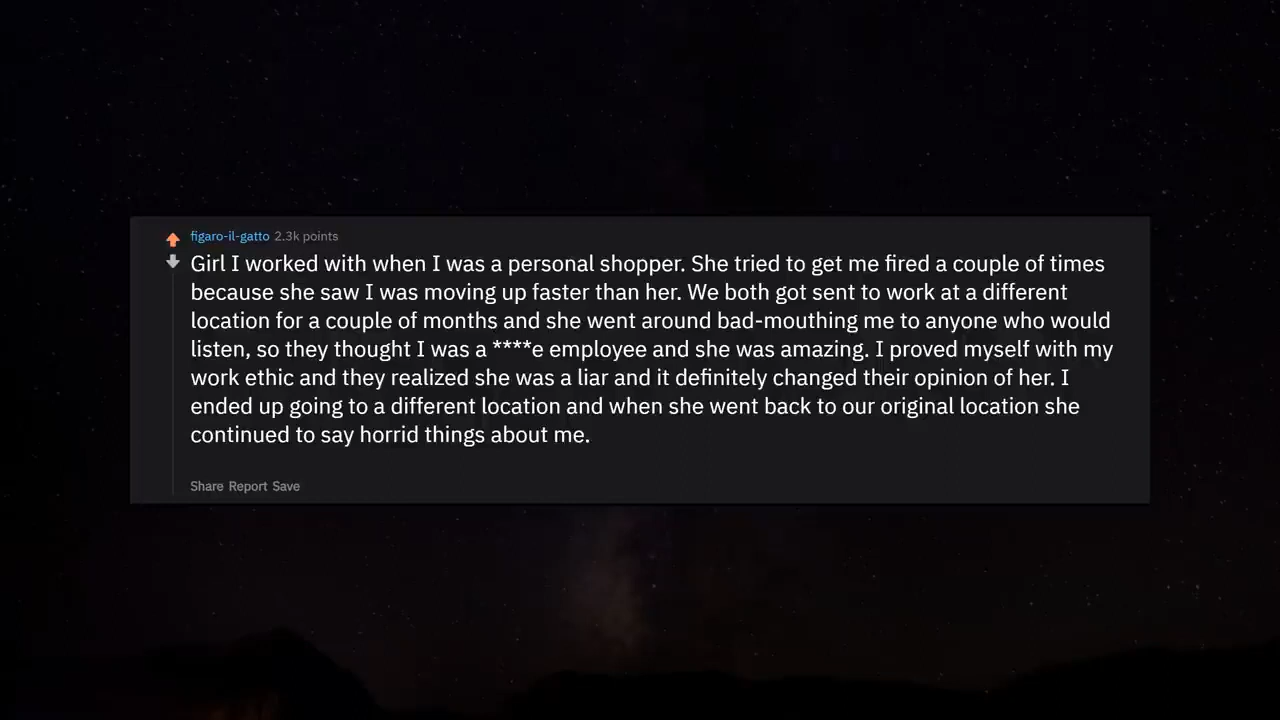 figaro-il-gatto 2.3k points
Girl I worked with when I was a personal shopper. She tried to get me fired a couple of times
because she saw I was moving up faster than her. We both got sent to work at a different
location for a couple of months and she went around bad-mouthing me to anyone who would
listen, so they thought I was a ****e employee and she was amazing. I proved myself with my
work ethic and they realized she was a liar and it definitely changed their opinion of her. I
ended up going to a different location and when she went back to our original location she
continued to say horrid things about me.
Share Report Save